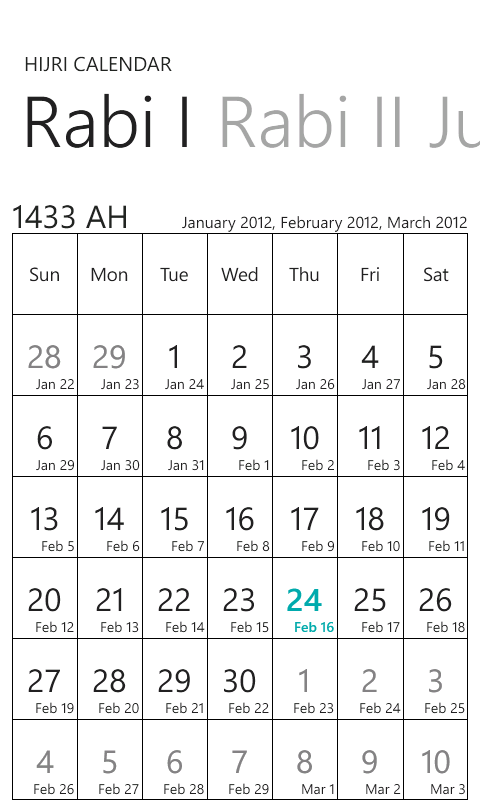 HIJRI CALENDAR
Rabi I Rabi II Ju
1433 AH January 2012, February 2012, March 2012
Sun Mon Tue Wed Thu Fri Sat
28 29 1 2 3 4 5
Jan 22 Jan 23 Jan 24 Jan 25 Jan 26 Jan 27 Jan 28
6 7 8 9 10 11 12
Jan 29 Jan 30 Jan 31 Feb 1 Feb 2 Feb 3 Feb 4
13 14 15 16 17 18 19
Feb 5 Feb 6 Feb 7 Feb 8 Feb 9 Feb 10 Feb 11
20 21 22 23 24 25 26
Feb 12 Feb 13 Feb 14 Feb 15 Feb 16 Feb 17 Feb 18
27 28 29 30 1 2 3
Feb 19 Feb 20 Feb 21 Feb 22 Feb 23 Feb 24 Feb 25
4 5 6 7 8 9 10
Feb 26 Feb 27 Feb 28 Feb 29 Mar 1 Mar 2 Mar 3